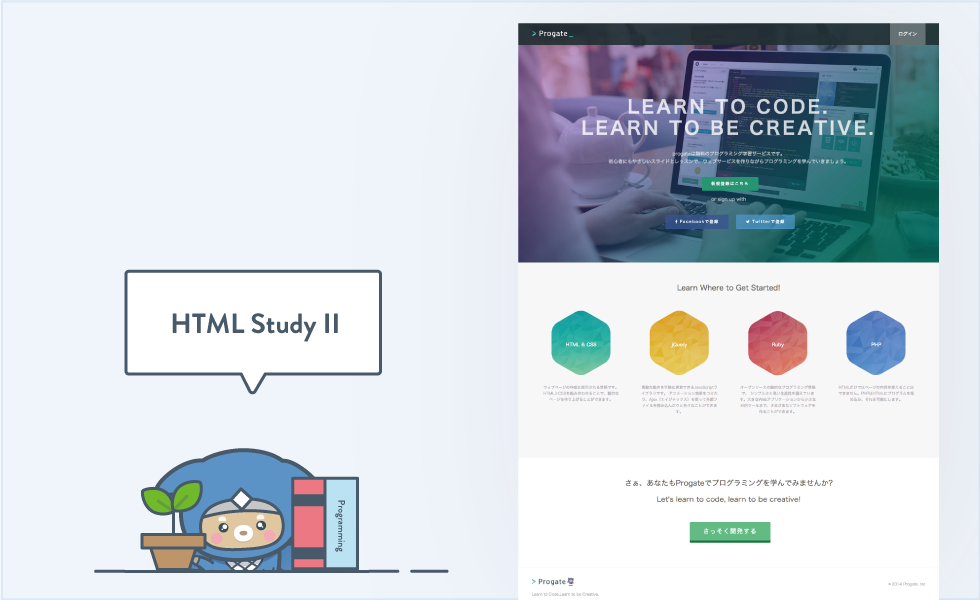 HTML Study II
Programming
Progate
ログイン
LEARN TO CODE.
LEARN TO BE CREATIVE.
progateは無料のプログラミング学習サービスです。
初心者にもやさしいスライドとレッスンで、ウェブサービスを作りながらプログラミングを学んでいきましょう。
新規登録はこちら
or sign up with
Facebookで登録
Twitterで登録
Learn Where to Get Started!
HTML & CSS
jQuery
Ruby
PHP
さぁ、あなたもProgateでプログラミングを学んでみませんか?
Let's learn to code, learn to be creative!
さっそく開発する
Progate
Learn to Code,Learn to be Creative.
© 2014 Progate, Inc